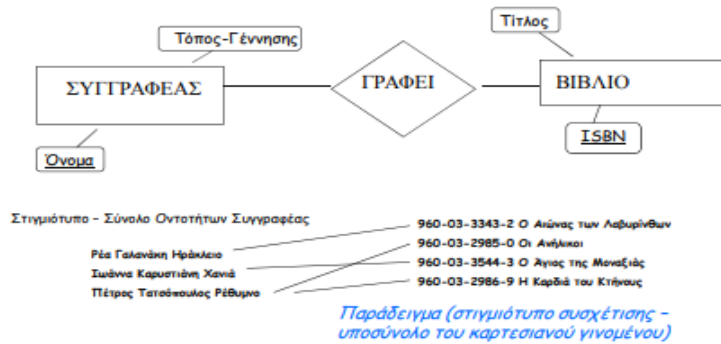 Τίτλος
Τόπος-Γέννησης
ΣΥΓΓΡΑΦΕΑΣ
ΓΡΑΦΕΙ
ΒΙΒΛΙΟ
Όνομα
ISBN
Στιγμιότυπο - Σύνολο Οντοτήτων Συγγραφέας
960-03-3343-2 Ο Αιώνας των Λαβυρίνθων
Ρέα Γαλανάκη Ηράκλειο
960-03-2985-0 Οι Ανήλικοι
Ιωάννα Καρυστιάνη Χανιά
960-03-3544-3 Ο Άγιος της Μοναξιάς
Πέτρος Τατσόπουλος Ρέθυμνο
960-03-2986-9 Η Καρδιά του Κτήνους
Παράδειγμα (στιγμιότυπο συσχέτισης –
υποσύνολο του καρτεσιανού γινομένου)